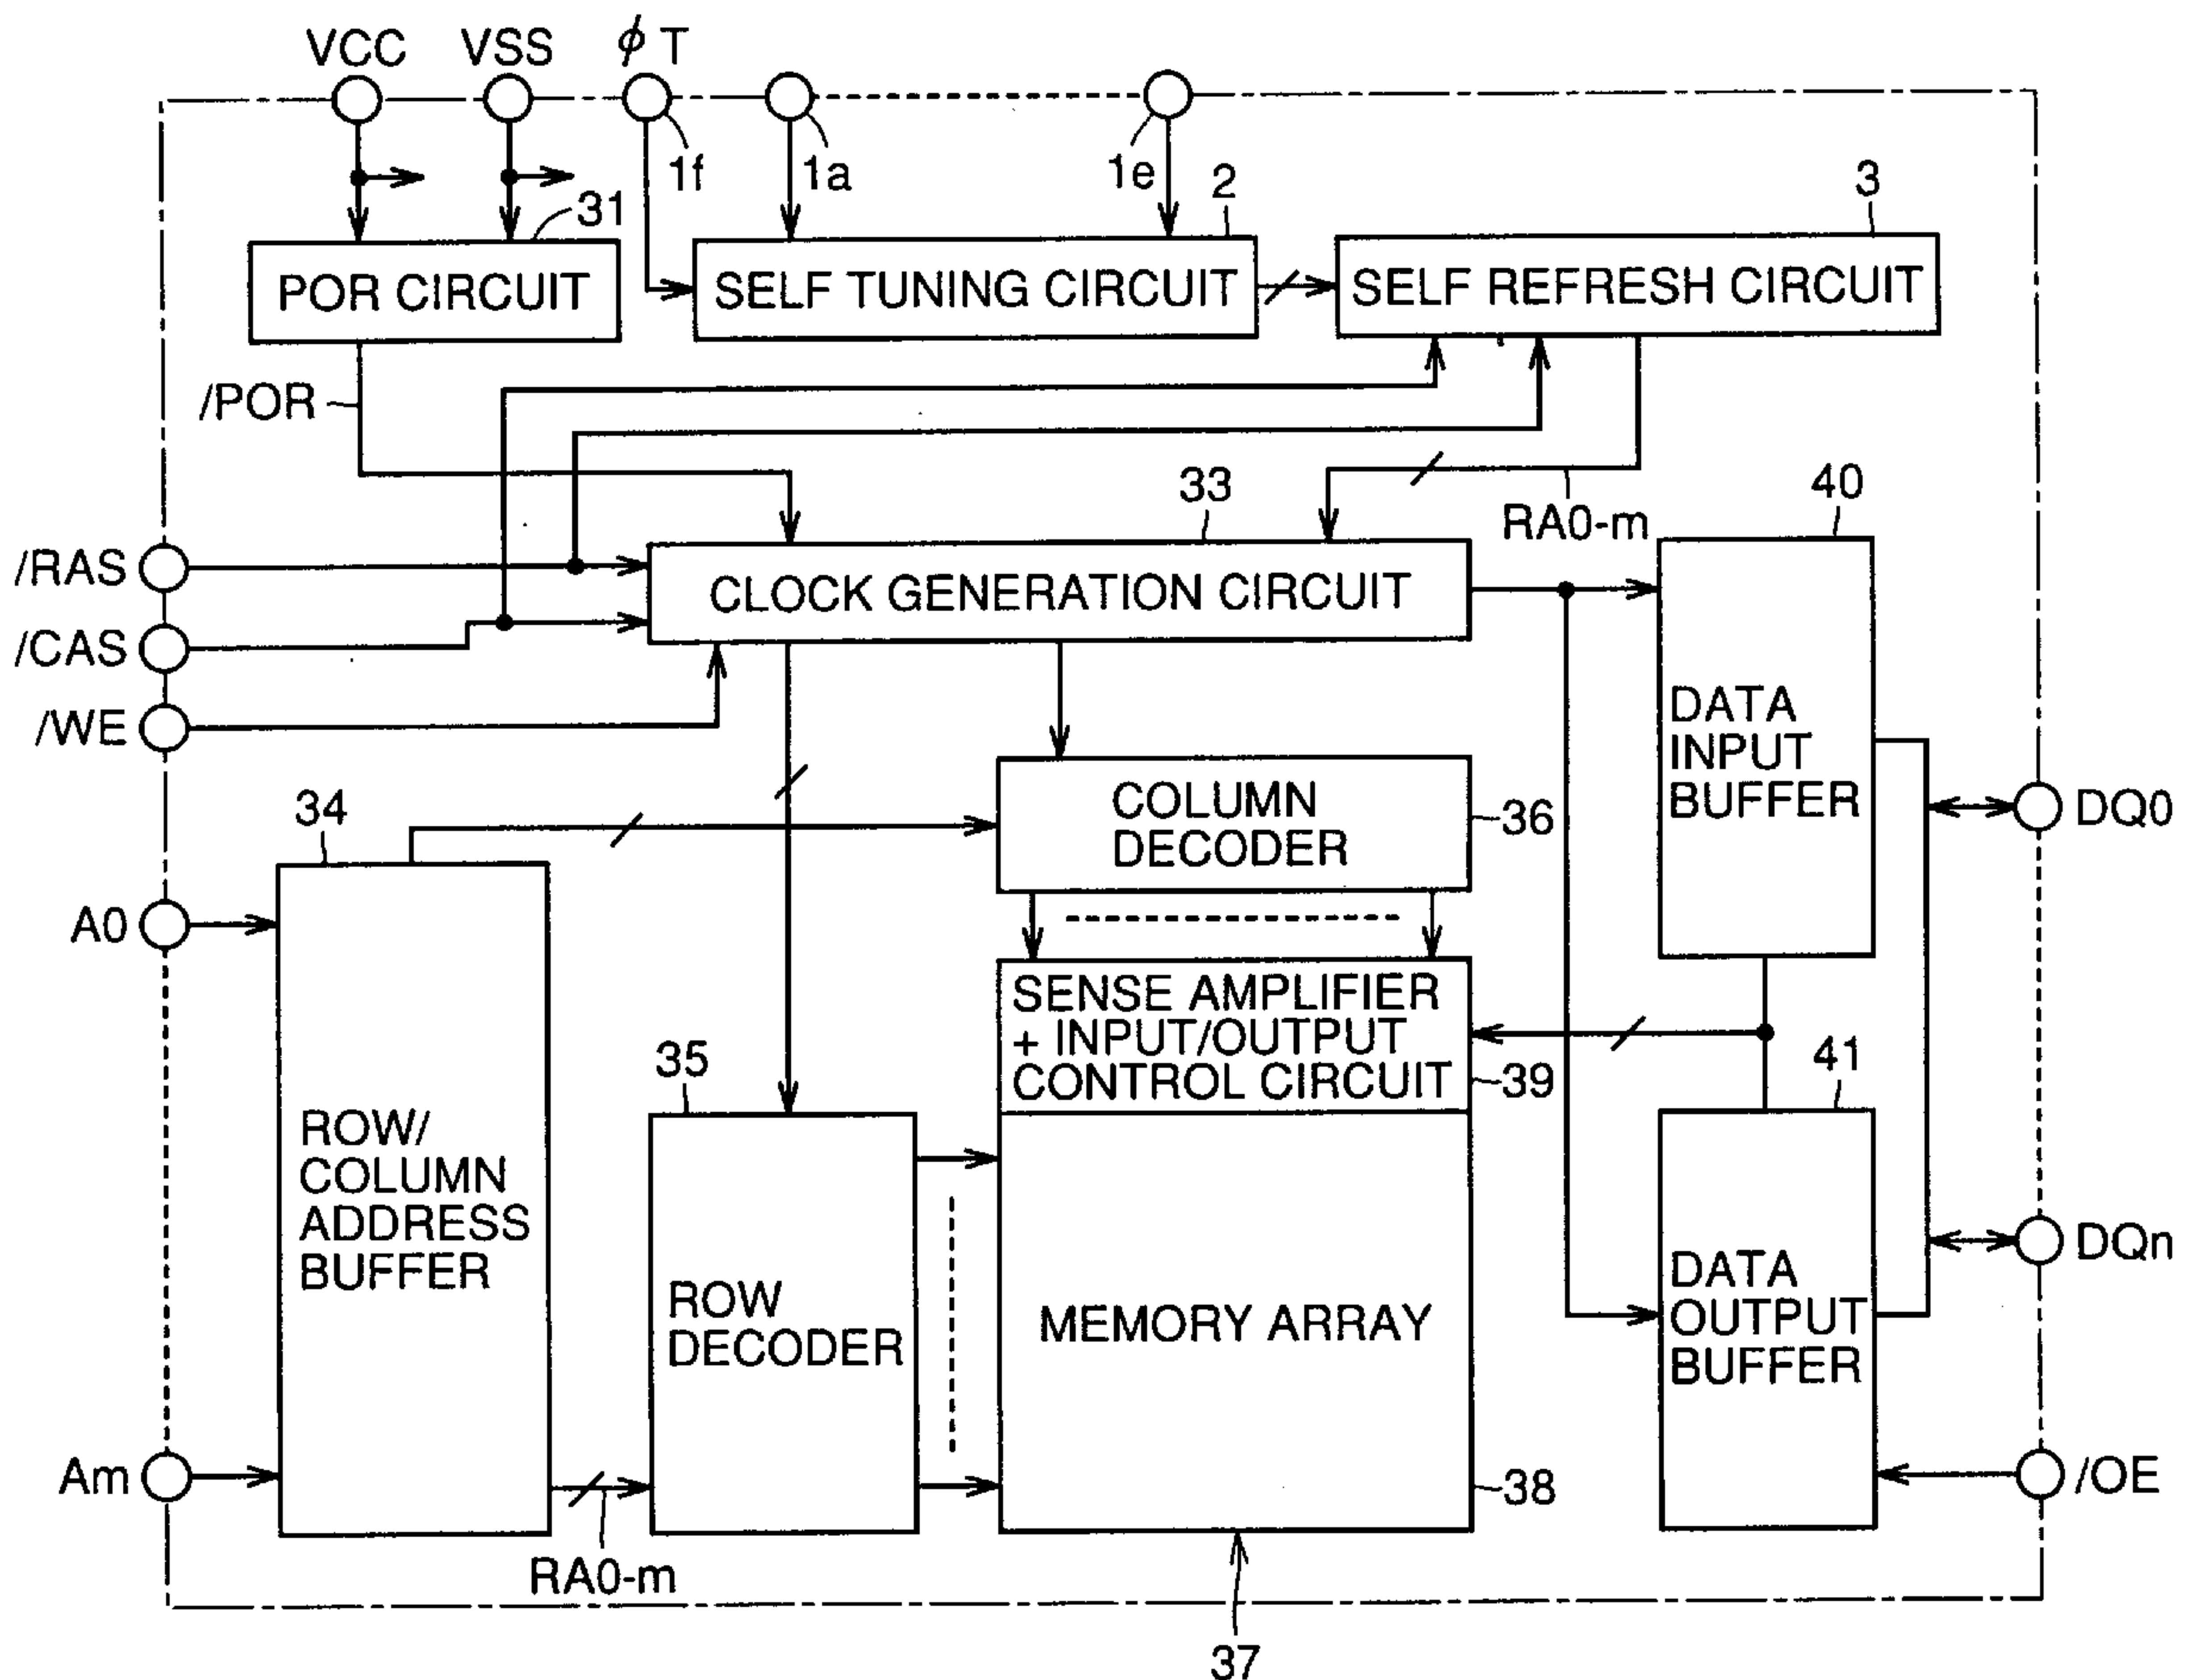 VCC
VSS
ϕT
1f
1a
1e
2
3
31
POR CIRCUIT
SELF TUNING CIRCUIT
SELF REFRESH CIRCUIT
/POR
33
RA0-m
40
/RAS
CLOCK GENERATION CIRCUIT
/CAS
/WE
DATA
INPUT
BUFFER
34
COLUMN
DECODER
36
DQ0
A0
SENSE AMPLIFIER
+ INPUT/OUTPUT
CONTROL CIRCUIT
39
35
41
ROW/
COLUMN
ADDRESS
BUFFER
ROW
DECODER
MEMORY ARRAY
DATA
OUTPUT
BUFFER
DQn
Am
38
/OE
RA0-m
37